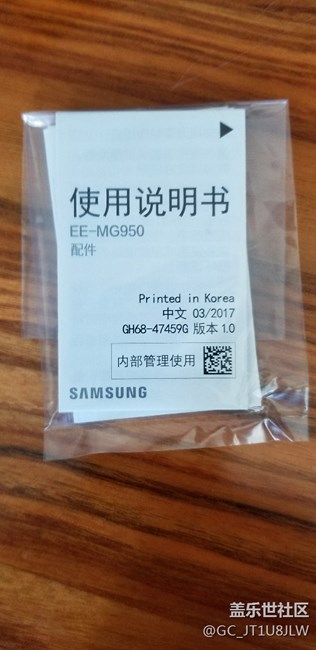 使用说明书
EE-MG950
配件
Printed in Korea
中文 03/2017
GH68-47459G 版本 1.0
内部管理使用
SAMSUNG
盖乐世社区
@GC_JT1U8JLW